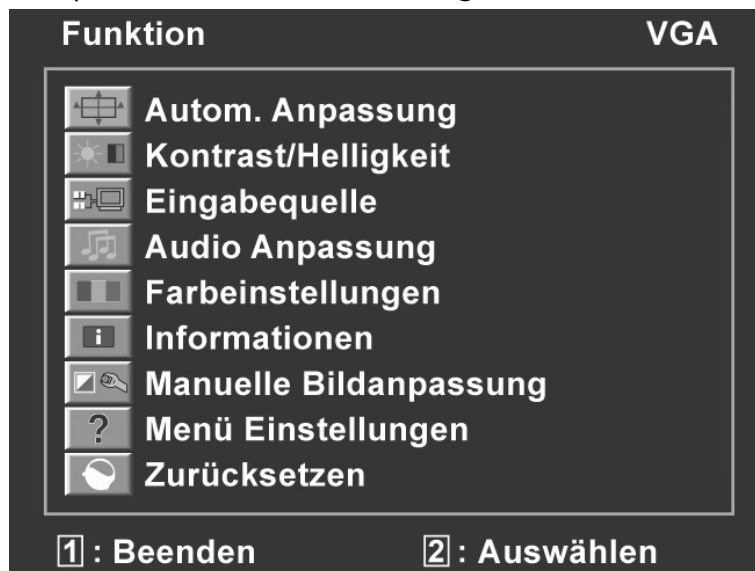 Funktion VGA
Autom. Anpassung
Kontrast/Helligkeit
Eingabequelle
Audio Anpassung
Farbeinstellungen
Informationen
Manuelle Bildanpassung
Menü Einstellungen
Zurücksetzen
1 : Beenden 2 : Auswählen